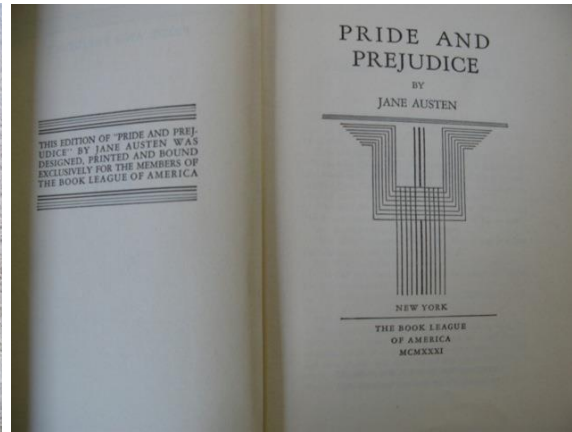 THIS EDITION OF "PRIDE AND PREJ-
UDICE" BY JANE AUSTEN WAS
DESIGNED, PRINTED AND BOUND
EXCLUSIVELY FOR THE MEMBERS OF
THE BOOK LEAGUE OF AMERICA
PRIDE AND
PREJUDICE
BY
JANE AUSTEN
NEW YORK
THE BOOK LEAGUE
OF AMERICA
MCMXXXI